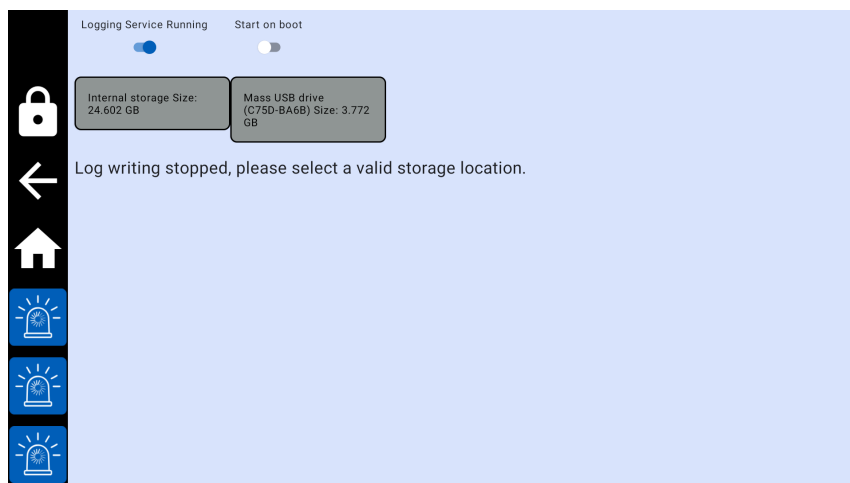 Logging Service Running
Start on boot
Internal storage Size:
24.602 GB
Mass USB drive
(C75D-BA6B) Size: 3.772
GB
Log writing stopped, please select a valid storage location.